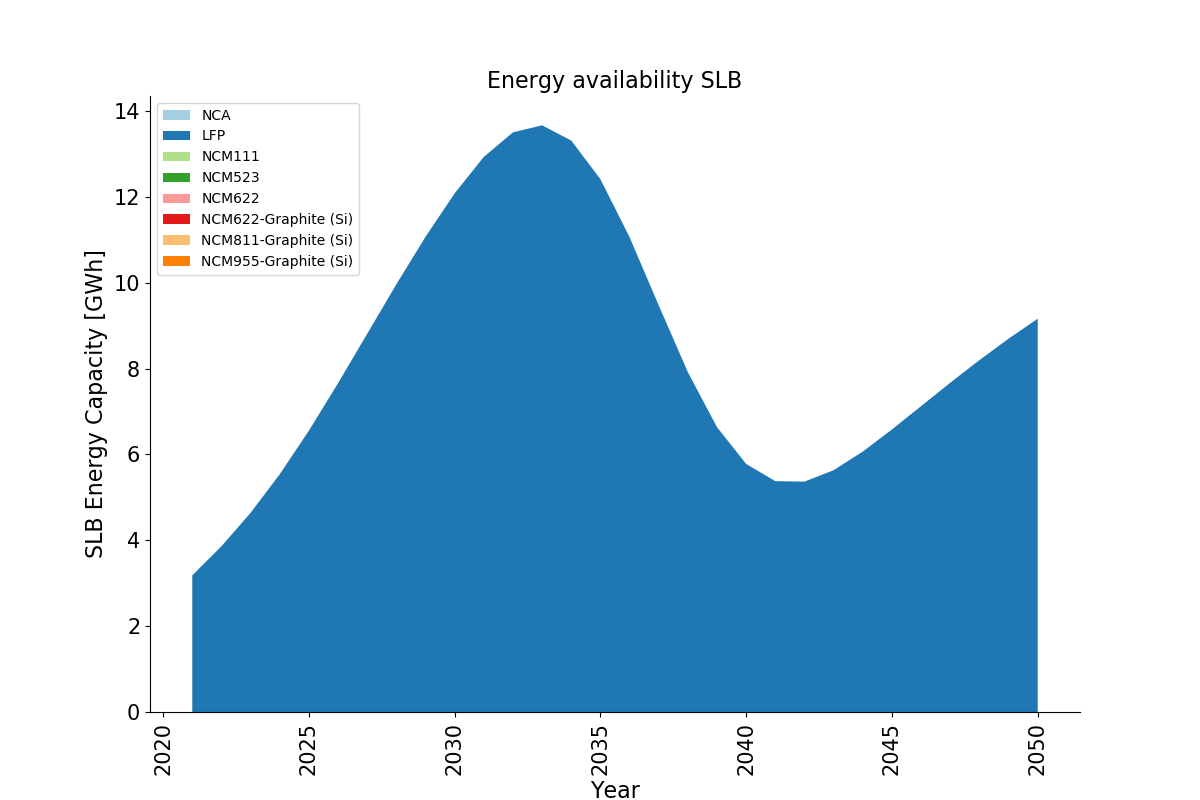 Energy availability SLB
NCA
LFP
NCM111
NCM523
NCM622
NCM622-Graphite (Si)
NCM811-Graphite (Si)
NCM955-Graphite (Si)
SLB Energy Capacity [GWh]
14
12
10
8
6
4
2
0
2020
2025
2030
2035
2040
2045
2050
Year